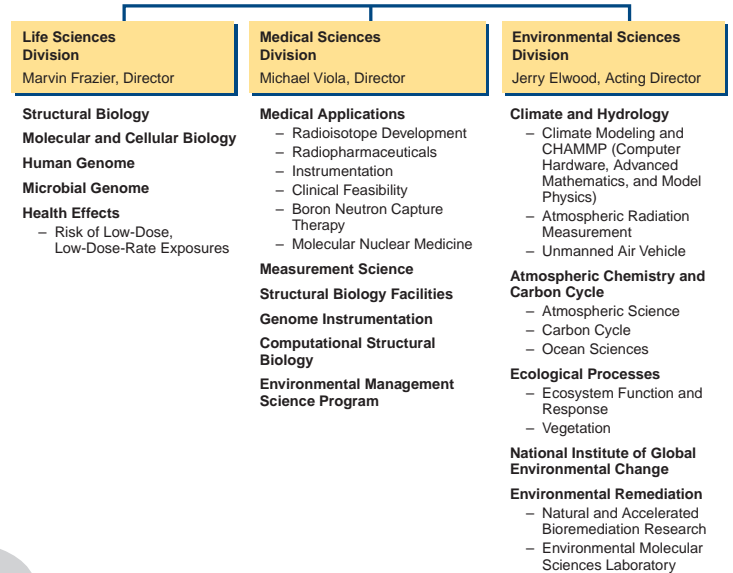 Life Sciences
Division
Marvin Frazier, Director
Structural Biology
Molecular and Cellular Biology
Human Genome
Microbial Genome
Health Effects
– Risk of Low-Dose,
Low-Dose-Rate Exposures
Medical Sciences
Division
Michael Viola, Director
Medical Applications
– Radioisotope Development
– Radiopharmaceuticals
– Instrumentation
– Clinical Feasibility
– Boron Neutron Capture
Therapy
– Molecular Nuclear Medicine
Measurement Science
Structural Biology Facilities
Genome Instrumentation
Computational Structural
Biology
Environmental Management
Science Program
Environmental Sciences
Division
Jerry Elwood, Acting Director
Climate and Hydrology
– Climate Modeling and
CHAMMP (Computer
Hardware, Advanced
Mathematics, and Model
Physics)
– Atmospheric Radiation
Measurement
– Unmanned Air Vehicle
Atmospheric Chemistry and
Carbon Cycle
– Atmospheric Science
– Carbon Cycle
– Ocean Sciences
Ecological Processes
– Ecosystem Function and
Response
– Vegetation
National Institute of Global
Environmental Change
Environmental Remediation
– Natural and Accelerated
Bioremediation Research
– Environmental Molecular
Sciences Laboratory